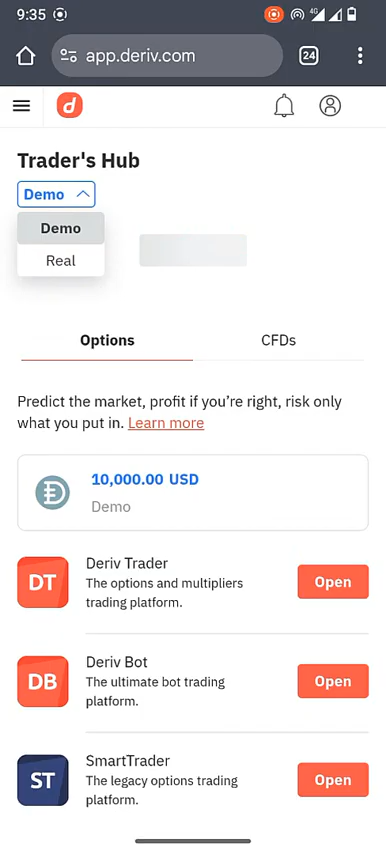 9:35
4G
app.deriv.com
24
d
Trader's Hub
Demo
Demo
Real
Options
CFDs
Predict the market, profit if you’re right, risk only
what you put in. Learn more
10,000.00 USD
Demo
DT
Deriv Trader
The options and multipliers
trading platform.
Open
DB
Deriv Bot
The ultimate bot trading
platform.
Open
ST
SmartTrader
The legacy options trading
platform.
Open